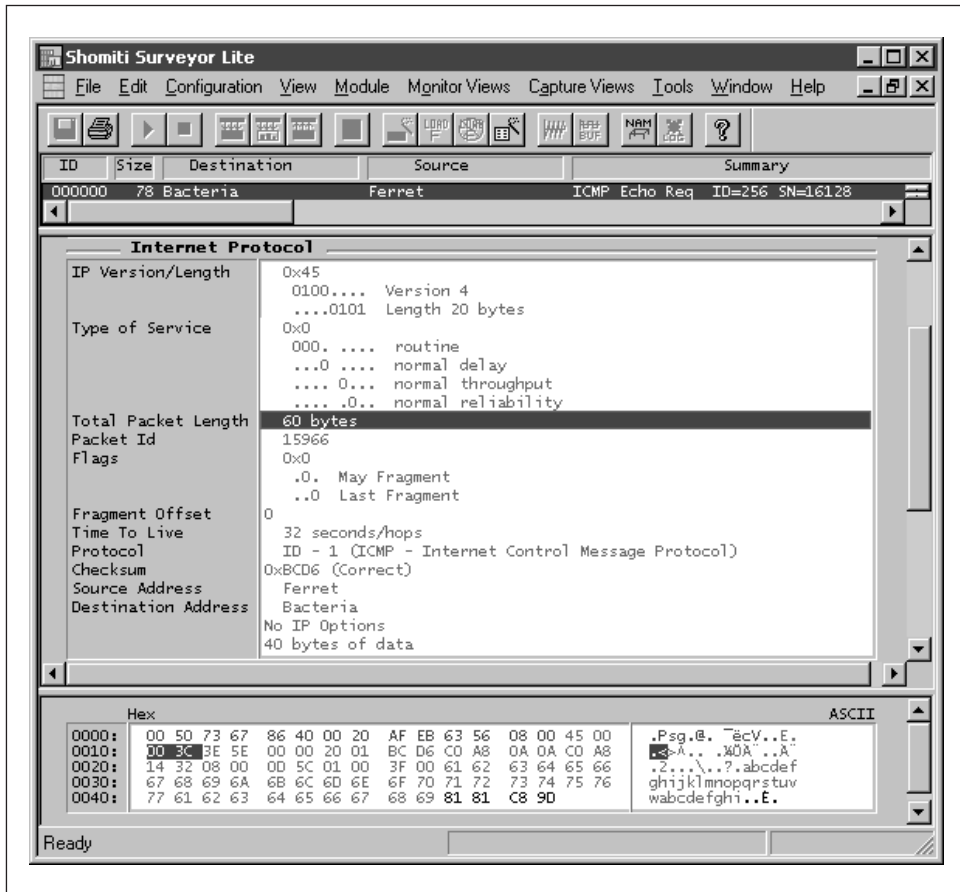 Shomiti Surveyor Lite
File Edit Configuration View Module Monitor Views Capture Views Tools Window Help
ID Size Destination Source Summary
000000 78 Bacteria Ferret ICMP Echo Req ID=256 SN=16128
Internet Protocol
IP Version/Length 0x45
0100.... Version 4
....0101 Length 20 bytes
Type of Service 0x0
000. .... routine
...0 .... normal delay
.... 0... normal throughput
.... .0.. normal reliability
Total Packet Length 60 bytes
Packet Id 15966
Flags 0x0
.0. May Fragment
..0 Last Fragment
Fragment Offset 0
Time To Live 32 seconds/hops
Protocol ID - 1 (ICMP - Internet Control Message Protocol)
Checksum 0xBCD6 (Correct)
Source Address Ferret
Destination Address Bacteria
No IP Options
40 bytes of data
Hex ASCII
0000: 00 50 73 67 86 40 00 20 AF EB 63 56 08 00 45 00 .Psg.@. ¯ëcV..E.
0010: 00 3C 3E 5E 00 00 20 01 BC D6 C0 A8 0A 0A C0 A8
0020: 14 32 08 00 0D 5C 01 00 3F 00 61 62 63 64 65 66 .2...\..?.abcdef
0030: 67 68 69 6A 6B 6C 6D 6E 6F 70 71 72 73 74 75 76 ghijklmnopqrstuv
0040: 77 61 62 63 64 65 66 67 68 69 81 81 C8 9D wabcdefghi..È.
Ready